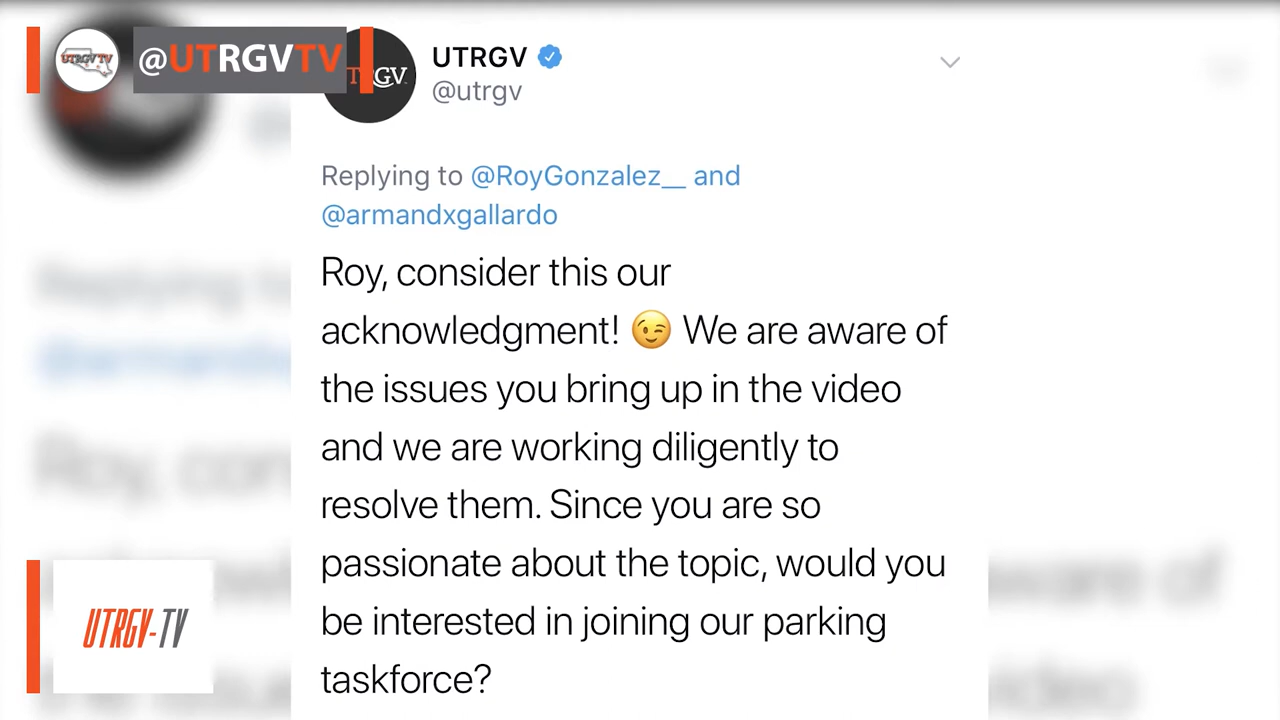 @UTRGVTV
UTRGV
@utrgv
Replying to @RoyGonzalez__ and
@armandxgallardo
Roy, consider this our
acknowledgment! 😉 We are aware of
the issues you bring up in the video
and we are working diligently to
resolve them. Since you are so
passionate about the topic, would you
be interested in joining our parking
taskforce?
UTRGV-TV